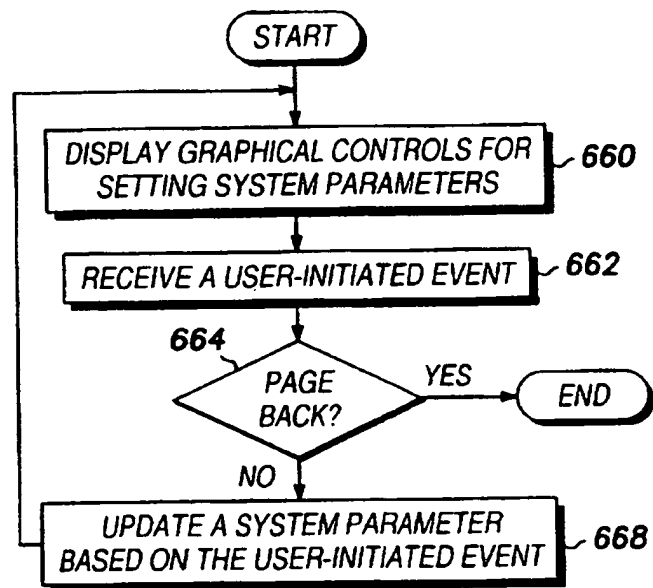 START
DISPLAY GRAPHICAL CONTROLS FOR
SETTING SYSTEM PARAMETERS
660
RECEIVE A USER-INITIATED EVENT
662
664
PAGE
BACK?
YES
END
NO
UPDATE A SYSTEM PARAMETER
BASED ON THE USER-INITIATED EVENT
668